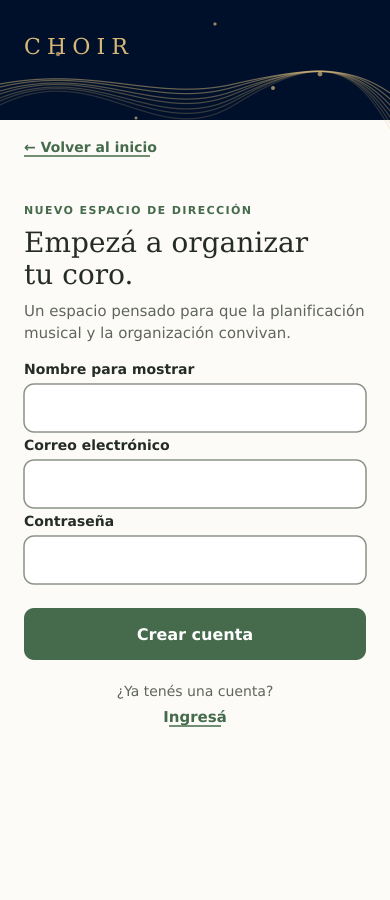 CHOIR
← Volver al inicio
NUEVO ESPACIO DE DIRECCIÓN
Empezá a organizar
tu coro.
Un espacio pensado para que la planificación
musical y la organización convivan.
Nombre para mostrar
Correo electrónico
Contraseña
Crear cuenta
¿Ya tenés una cuenta?
Ingresá